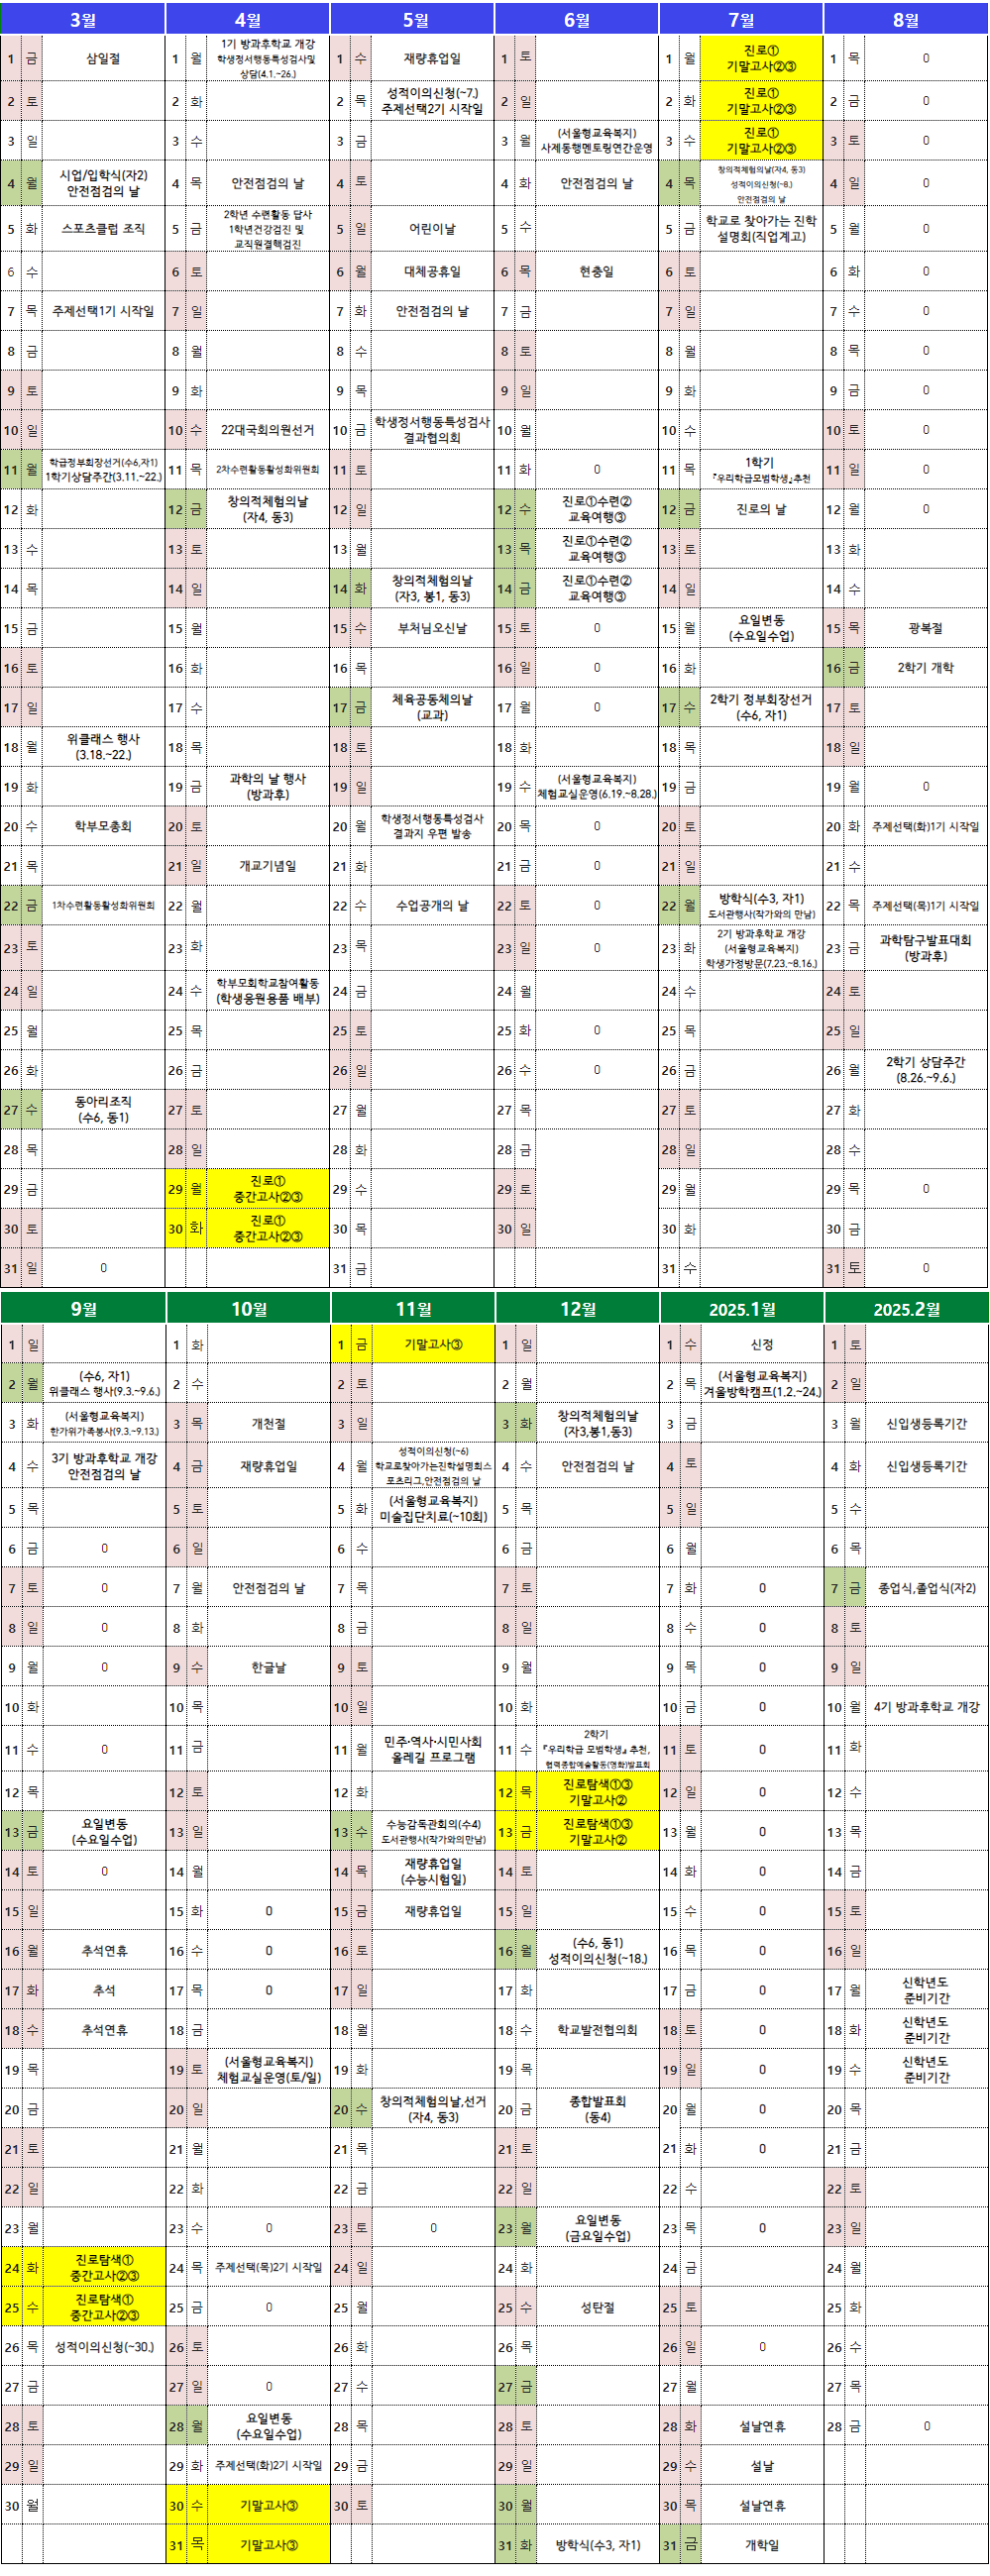 3월
1 금 삼일절
2 토
3 일
4 월 시업/입학식(자2)
안전점검의 날
5 화 스포츠클럽 조직
6 수
7 목 주제선택1기 시작일
8 금
9 토
10 일
11 월 학급정부회장선거(수6,자1)
1학기상담주간(3.11.~22.)
12 화
13 수
14 목
15 금
16 토
17 일
18 월 위클래스 행사
(3.18.~22.)
19 화
20 수 학부모총회
21 목
22 금 1차수련활동활성화위원회
23 토
24 일
25 월
26 화
27 수 동아리조직
(수6, 동1)
28 목
29 금
30 토
31 일 0
4월
1 월 1기 방과후학교 개강
학생정서행동특성검사및
상담(4.1.~26.)
2 화
3 수
4 목 안전점검의 날
5 금 2학년 수련활동 답사
1학년건강검진 및
교직원결핵검진
6 토
7 일
8 월
9 화
10 수 22대국회의원선거
11 목 2차수련활동활성화위원회
12 금 창의적체험의날
(자4, 동3)
13 토
14 일
15 월
16 화
17 수
18 목
19 금 과학의 날 행사
(방과후)
20 토
21 일 개교기념일
22 월
23 화
24 수 학부모회학교참여활동
(학생응원용품 배부)
25 목
26 금
27 토
28 일
29 월 진로①
중간고사②③
30 화 진로①
중간고사②③
5월
1 수 재량휴업일
2 목 성적이의신청(~7.)
주제선택2기 시작일
3 금
4 토
5 일 어린이날
6 월 대체공휴일
7 화 안전점검의 날
8 수
9 목
10 금 학생정서행동특성검사
결과협의회
11 토
12 일
13 월
14 화 창의적체험의날
(자3, 봉1, 동3)
15 수 부처님오신날
16 목
17 금 체육공동체의날
(교과)
18 토
19 일
20 월 학생정서행동특성검사
결과지 우편 발송
21 화
22 수 수업공개의 날
23 목
24 금
25 토
26 일
27 월
28 화
29 수
30 목
31 금
6월
1 토
2 일
3 월 (서울형교육복지)
사제동행멘토링연간운영
4 화 안전점검의 날
5 수
6 목 현충일
7 금
8 토
9 일
10 월
11 화 0
12 수 진로①수련②
교육여행③
13 목 진로①수련②
교육여행③
14 금 진로①수련②
교육여행③
15 토 0
16 일 0
17 월 0
18 화
19 수 (서울형교육복지)
체험교실운영(6.19.~8.28.)
20 목 0
21 금 0
22 토 0
23 일 0
24 월
25 화 0
26 수 0
27 목
28 금
29 토
30 일
7월
1 월 진로①
기말고사②③
2 화 진로①
기말고사②③
3 수 진로①
기말고사②③
4 목 창의적체험의날(자4, 동3)
성적이의신청(~8.)
안전점검의 날
5 금 학교로 찾아가는 진학
설명회(직업계고)
6 토
7 일
8 월
9 화
10 수
11 목 1학기
『우리학급모범학생』추천
12 금 진로의 날
13 토
14 일
15 월 요일변동
(수요일수업)
16 화
17 수 2학기 정부회장선거
(수6, 자1)
18 목
19 금
20 토
21 일
22 월 방학식(수3, 자1)
도서관행사(작가와의 만남)
23 화 2기 방과후학교 개강
(서울형교육복지)
학생가정방문(7.23.~8.16.)
24 수
25 목
26 금
27 토
28 일
29 월
30 화
31 수
8월
1 목 0
2 금 0
3 토 0
4 일 0
5 월 0
6 화 0
7 수 0
8 목 0
9 금 0
10 토 0
11 일 0
12 월 0
13 화
14 수
15 목 광복절
16 금 2학기 개학
17 토
18 일
19 월 0
20 화 주제선택(화)1기 시작일
21 수
22 목 주제선택(목)1기 시작일
23 금 과학탐구발표대회
(방과후)
24 토
25 일
26 월 2학기 상담주간
(8.26.~9.6.)
27 화
28 수
29 목 0
30 금
31 토 0
9월
1 일
2 월 (수6, 자1)
위클래스 행사(9.3.~9.6.)
3 화 (서울형교육복지)
한가위가족봉사(9.3.~9.13.)
4 수 3기 방과후학교 개강
안전점검의 날
5 목
6 금 0
7 토 0
8 일 0
9 월 0
10 화
11 수 0
12 목
13 금 요일변동
(수요일수업)
14 토 0
15 일
16 월 추석연휴
17 화 추석
18 수 추석연휴
19 목
20 금
21 토
22 일
23 월
24 화 진로탐색①
중간고사②③
25 수 진로탐색①
중간고사②③
26 목 성적이의신청(~30.)
27 금
28 토
29 일
30 월
10월
1 화
2 수
3 목 개천절
4 금 재량휴업일
5 토
6 일
7 월 안전점검의 날
8 화
9 수 한글날
10 목
11 금
12 토
13 일
14 월
15 화 0
16 수 0
17 목 0
18 금
19 토 (서울형교육복지)
체험교실운영(토/일)
20 일
21 월
22 화
23 수 0
24 목 주제선택(목)2기 시작일
25 금 0
26 토
27 일 0
28 월 요일변동
(수요일수업)
29 화 주제선택(화)2기 시작일
30 수 기말고사③
31 목 기말고사③
11월
1 금 기말고사③
2 토
3 일
4 월 성적이의신청(~6)
학교로찾아가는진학설명회스
포츠리그,안전점검의 날
5 화 (서울형교육복지)
미술집단치료(~10회)
6 수
7 목
8 금
9 토
10 일
11 월 민주·역사·시민사회
올레길 프로그램
12 화
13 수 수능감독관회의(수4)
도서관행사(작가와의만남)
14 목 재량휴업일
(수능시험일)
15 금 재량휴업일
16 토
17 일
18 월
19 화
20 수 창의적체험의날,선거
(자4, 동3)
21 목
22 금
23 토 0
24 일
25 월
26 화
27 수
28 목
29 금
30 토
12월
1 일
2 월
3 화 창의적체험의날
(자3,봉1,동3)
4 수 안전점검의 날
5 목
6 금
7 토
8 일
9 월
10 화
11 수 2학기
『우리학급 모범학생』 추천,
협력종합예술활동(영화)발표회
12 목 진로탐색①③
기말고사②
13 금 진로탐색①③
기말고사②
14 토
15 일
16 월 (수6, 동1)
성적이의신청(~18.)
17 화
18 수 학교발전협의회
19 목
20 금 종합발표회
(동4)
21 토
22 일
23 월 요일변동
(금요일수업)
24 화
25 수 성탄절
26 목
27 금
28 토
29 일
30 월
31 화 방학식(수3, 자1)
2025.1월
1 수 신정
2 목 (서울형교육복지)
겨울방학캠프(1.2.~24.)
3 금
4 토
5 일
6 월
7 화 0
8 수 0
9 목 0
10 금 0
11 토 0
12 일 0
13 월 0
14 화 0
15 수 0
16 목 0
17 금 0
18 토 0
19 일 0
20 월 0
21 화 0
22 수
23 목 0
24 금
25 토
26 일 0
27 월
28 화 설날연휴
29 수 설날
30 목 설날연휴
31 금 개학일
2025.2월
1 토
2 일
3 월 신입생등록기간
4 화 신입생등록기간
5 수
6 목
7 금 종업식,졸업식(자2)
8 토
9 일
10 월 4기 방과후학교 개강
11 화
12 수
13 목
14 금
15 토
16 일
17 월 신학년도
준비기간
18 화 신학년도
준비기간
19 수 신학년도
준비기간
20 목
21 금
22 토
23 일
24 월
25 화
26 수
27 목
28 금 0